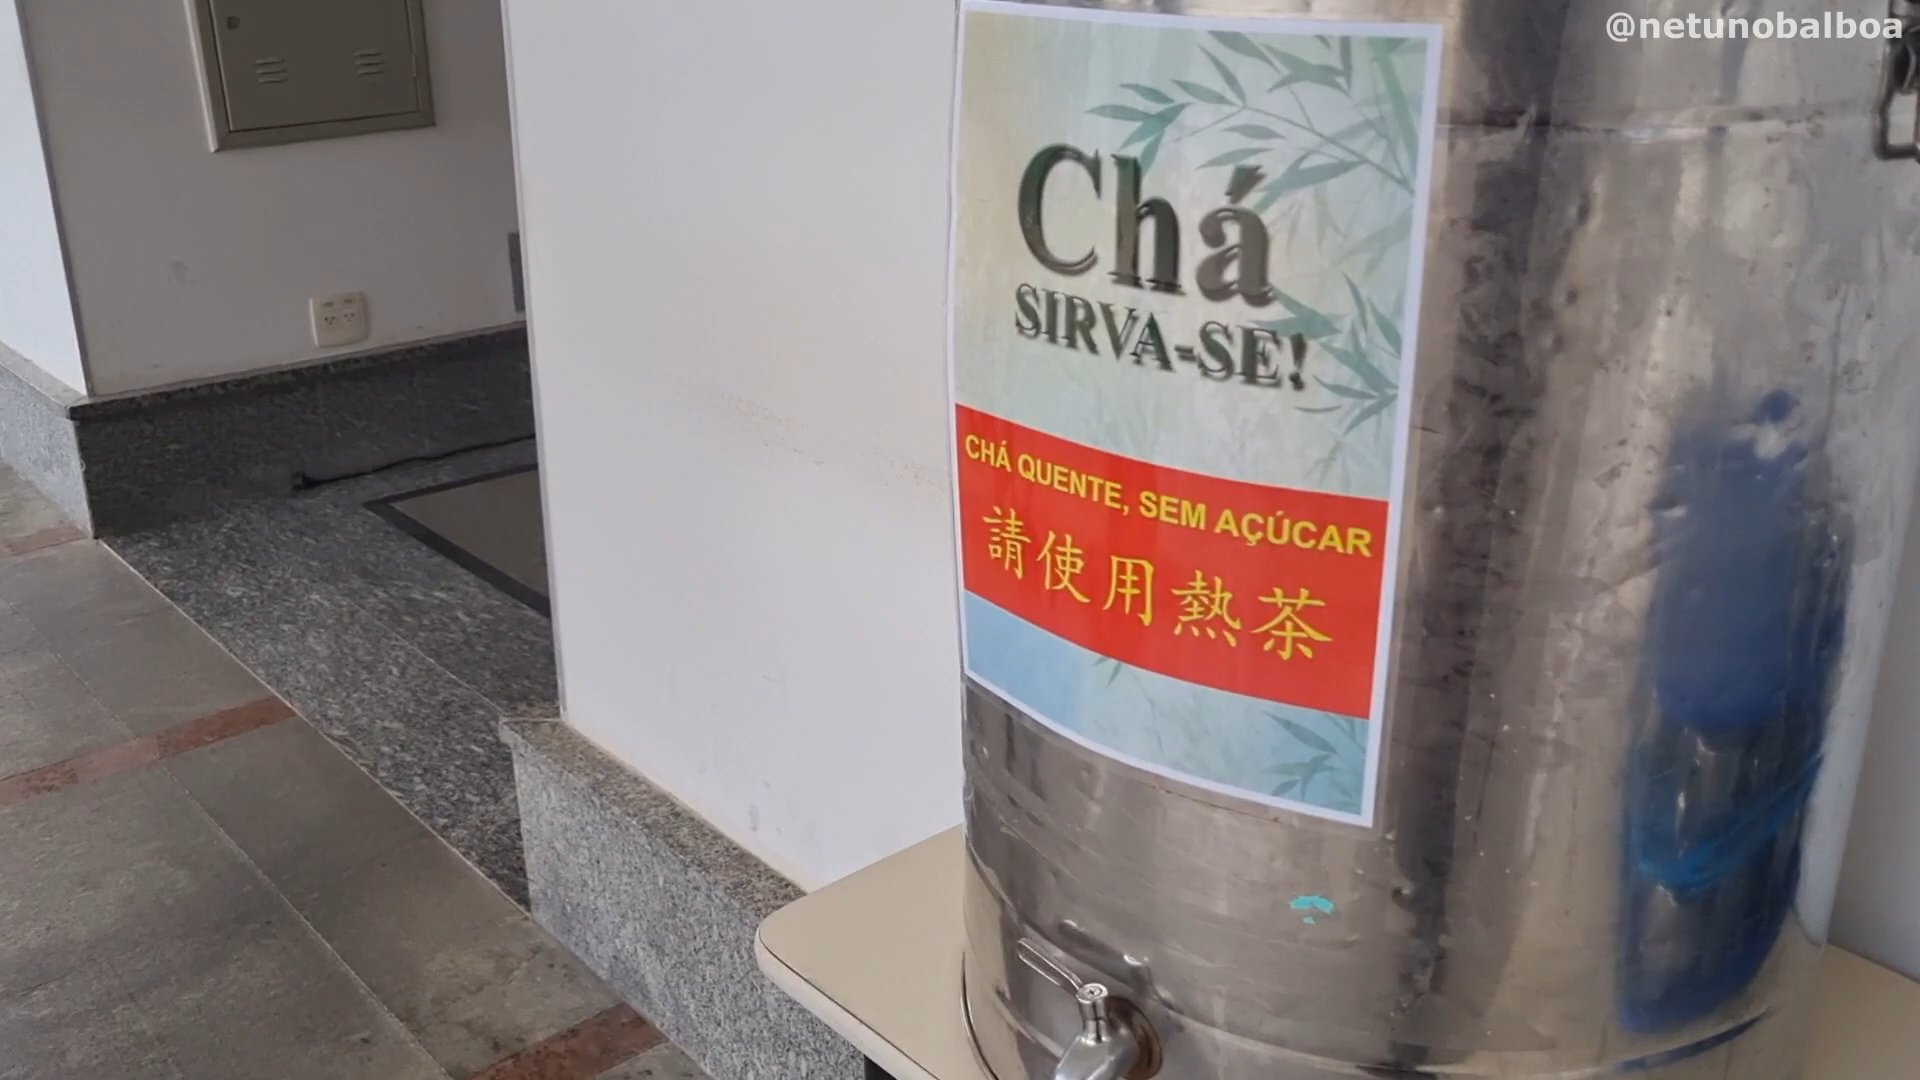 @netunobalboa
Chá
SIRVA-SE!
CHÁ QUENTE, SEM AÇÚCAR
請使用熱茶